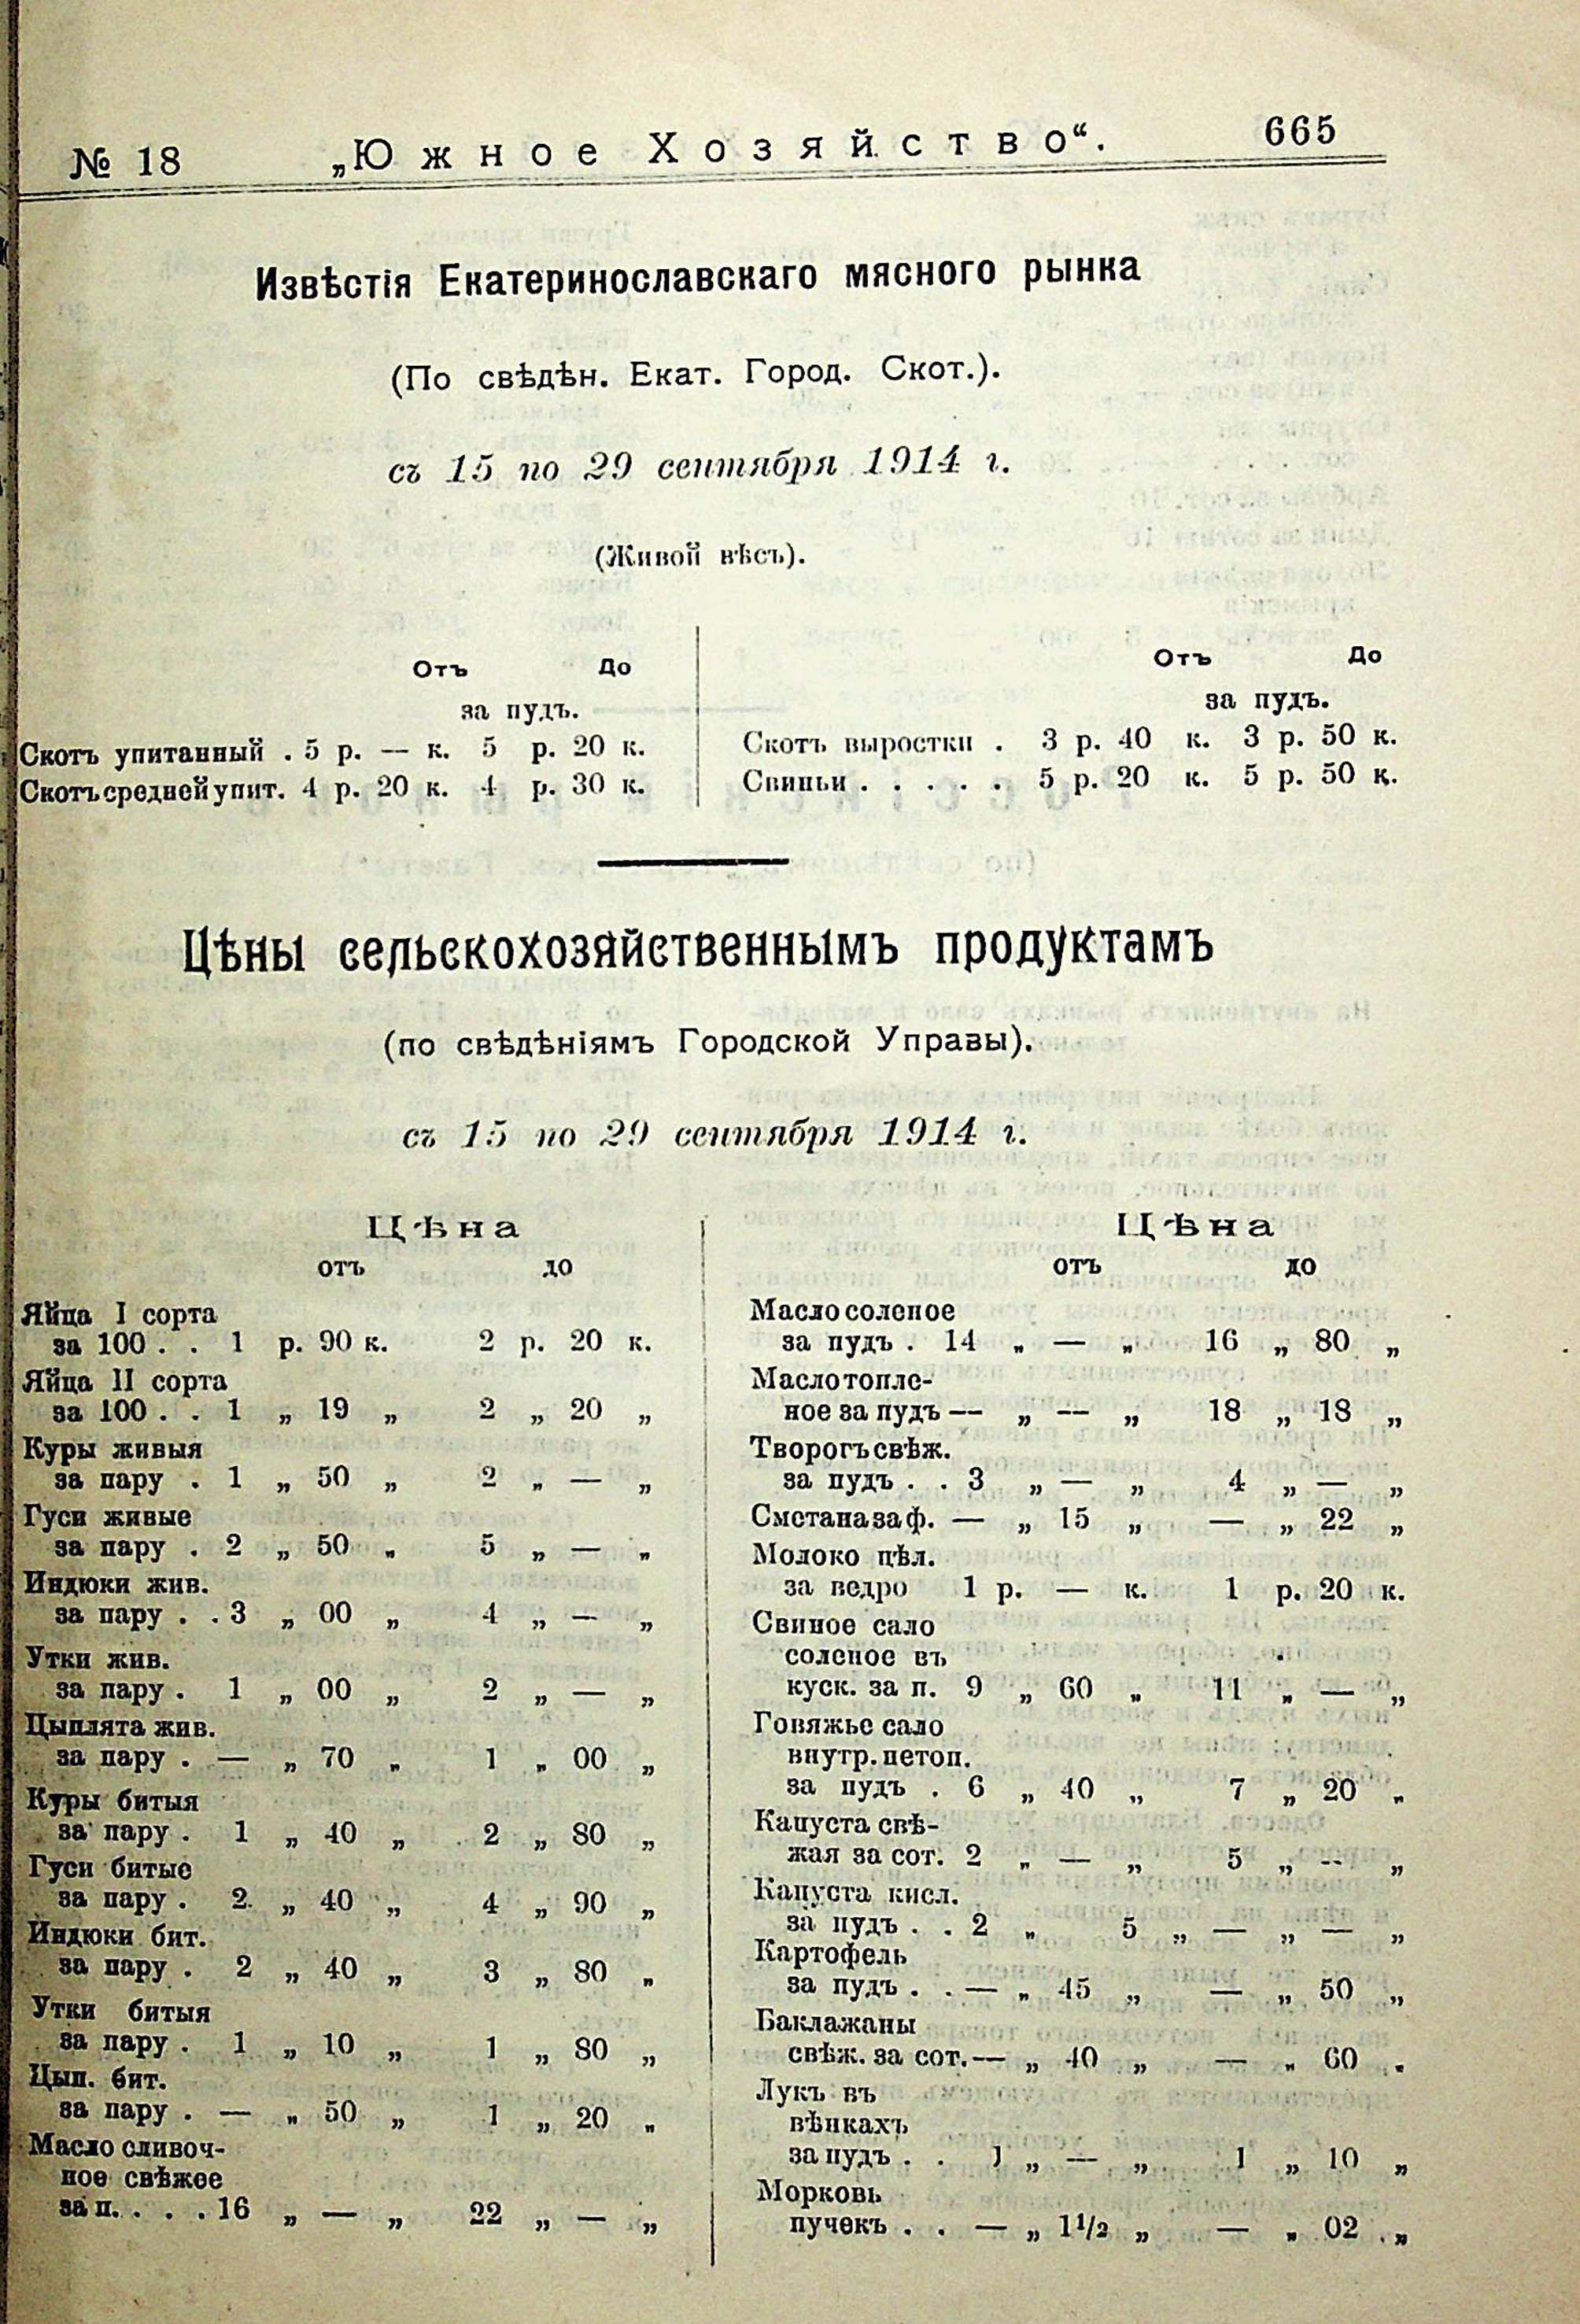 № 18 „Южное Хозяйство“. 665
Извѣстія Екатеринославскаго мясного рынка
(По свѣдѣн. Екат. Город. Скот.).
съ 15 по 29 сентября 1914 г.
(Живой вѣсъ).
Отъ До
за пудъ.
Скотъ упитанный . 5 р. — к. 5 р. 20 к.
Скотъ средней упит. 4 р. 20 к. 4 р. 30 к.
Отъ До
за пудъ.
Скотъ выростки . 3 р. 40 к. 3 р. 50 к.
Свиньи . . . . . 5 р. 20 к. 5 р. 50 к.
Цѣны сельскохозяйственнымъ продуктамъ
(по свѣдѣніямъ Городской Управы).
съ 15 по 29 сентября 1914 г.
Цѣна
отъ до
Яйца I сорта
за 100 . . 1 р. 90 к. 2 р. 20 к.
Яйца II сорта
за 100 . . 1 „ 19 „ 2 „ 20 „
Куры живыя
за пару . 1 „ 50 „ 2 „ — „
Гуси живые
за пару . 2 „ 50 „ 5 „ — „
Индюки жив.
за пару . . 3 „ 00 „ 4 „ — „
Утки жив.
за пару . 1 „ 00 „ 2 „ — „
Цыплята жив.
за пару . — „ 70 „ 1 „ 00 „
Куры битыя
за пару . 1 „ 40 „ 2 „ 80 „
Гуси битые
за пару . 2 „ 40 „ 4 „ 90 „
Индюки бит.
за пару . 2 „ 40 „ 3 „ 80 „
Утки битыя
за пару . 1 „ 10 „ 1 „ 80 „
Цып. бит.
за пару . — „ 50 „ 1 „ 20 „
Масло сливоч-
ное свѣжее
за п. . . . 16 „ — „ 22 „ — „
Цѣна
отъ до
Масло соленое
за пудъ . 14 „ — „ 16 „ 80 „
Масло топле-
ное за пудъ — „ — „ 18 „ 18 „
Творогъ свѣж.
за пудъ . . 3 „ — „ 4 „ — „
Сметана за ф. — „ 15 „ — „ 22 „
Молоко цѣл.
за ведро 1 р. — к. 1 р. 20 к.
Свиное сало
соленое въ
куск. за п. 9 „ 60 „ 11 „ — „
Говяжье сало
внутр. нетоп.
за пудъ . 6 „ 40 „ 7 „ 20 „
Капуста свѣ-
жая за сот. 2 „ — „ 5 „ — „
Капуста кисл.
за пудъ . . 2 „ 5 „ — „ — „
Картофель
за пудъ . . — „ 45 „ — „ 50 „
Баклажаны
свѣж. за сот. — „ 40 „ — „ 60 „
Лукъ въ
вѣнкахъ
за пудъ . . 1 „ — „ 1 „ 10 „
Морковь
пучекъ . . — „ 1½ „ — „ 02 „